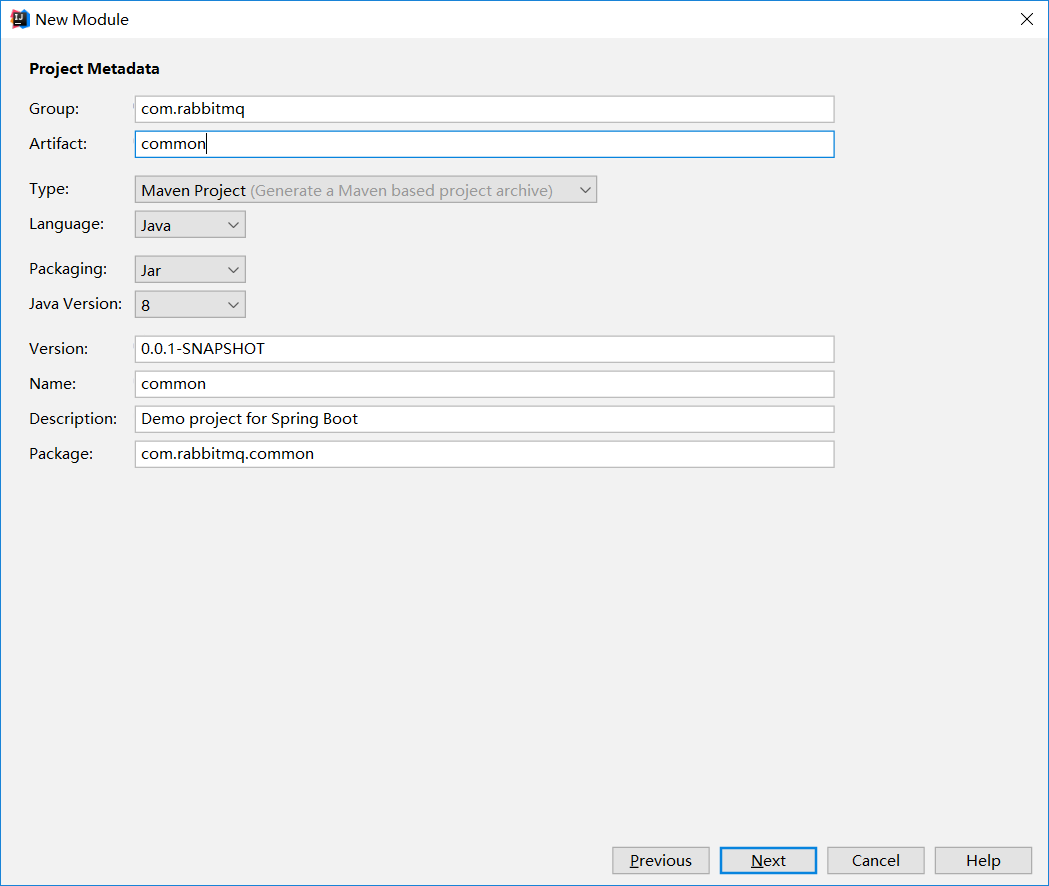 New Module
Project Metadata
Group: com.rabbitmq
Artifact: common
Type: Maven Project (Generate a Maven based project archive)
Language: Java
Packaging: Jar
Java Version: 8
Version: 0.0.1-SNAPSHOT
Name: common
Description: Demo project for Spring Boot
Package: com.rabbitmq.common
Previous Next Cancel Help